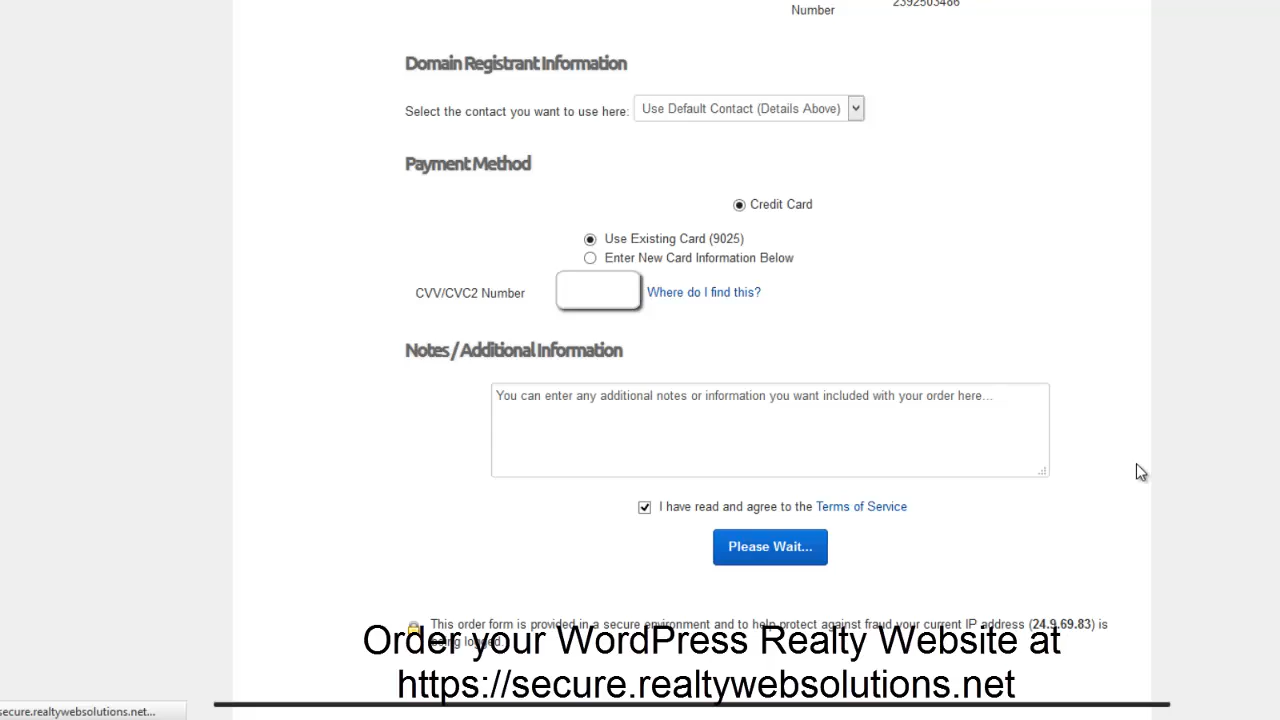 2392503486
Number
Domain Registrant Information
Select the contact you want to use here: Use Default Contact (Details Above)
Payment Method
Credit Card
Use Existing Card (9025)
Enter New Card Information Below
CVV/CVC2 Number Where do I find this?
Notes / Additional Information
You can enter any additional notes or information you want included with your order here...
I have read and agree to the Terms of Service
Please Wait...
This order form is provided in a secure environment and to help protect against fraud your current IP address (24.9.69.83) is
being logged.
Order your WordPress Realty Website at
https://secure.realtywebsolutions.net
secure.realtywebsolutions.net...